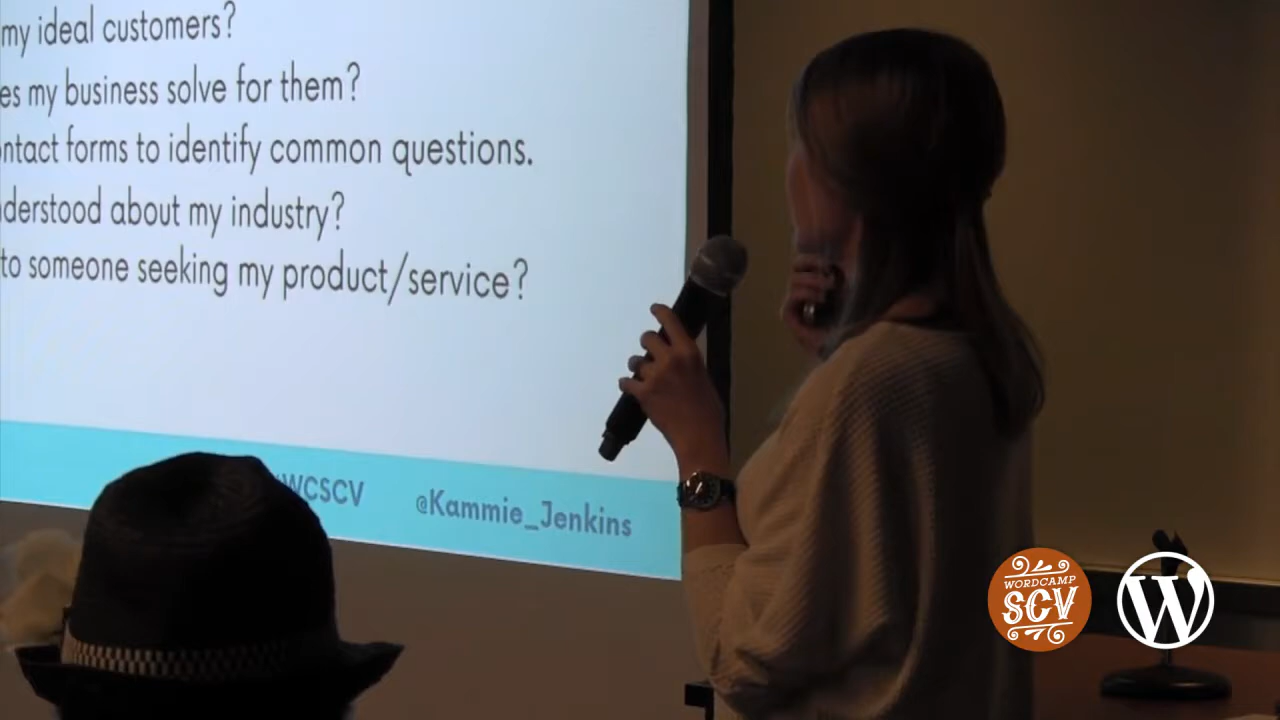 my ideal customers?
es my business solve for them?
ntact forms to identify common questions.
derstood about my industry?
to someone seeking my product/service?
WCSCV @Kammie_Jenkins
WORDCAMP
SCV
W